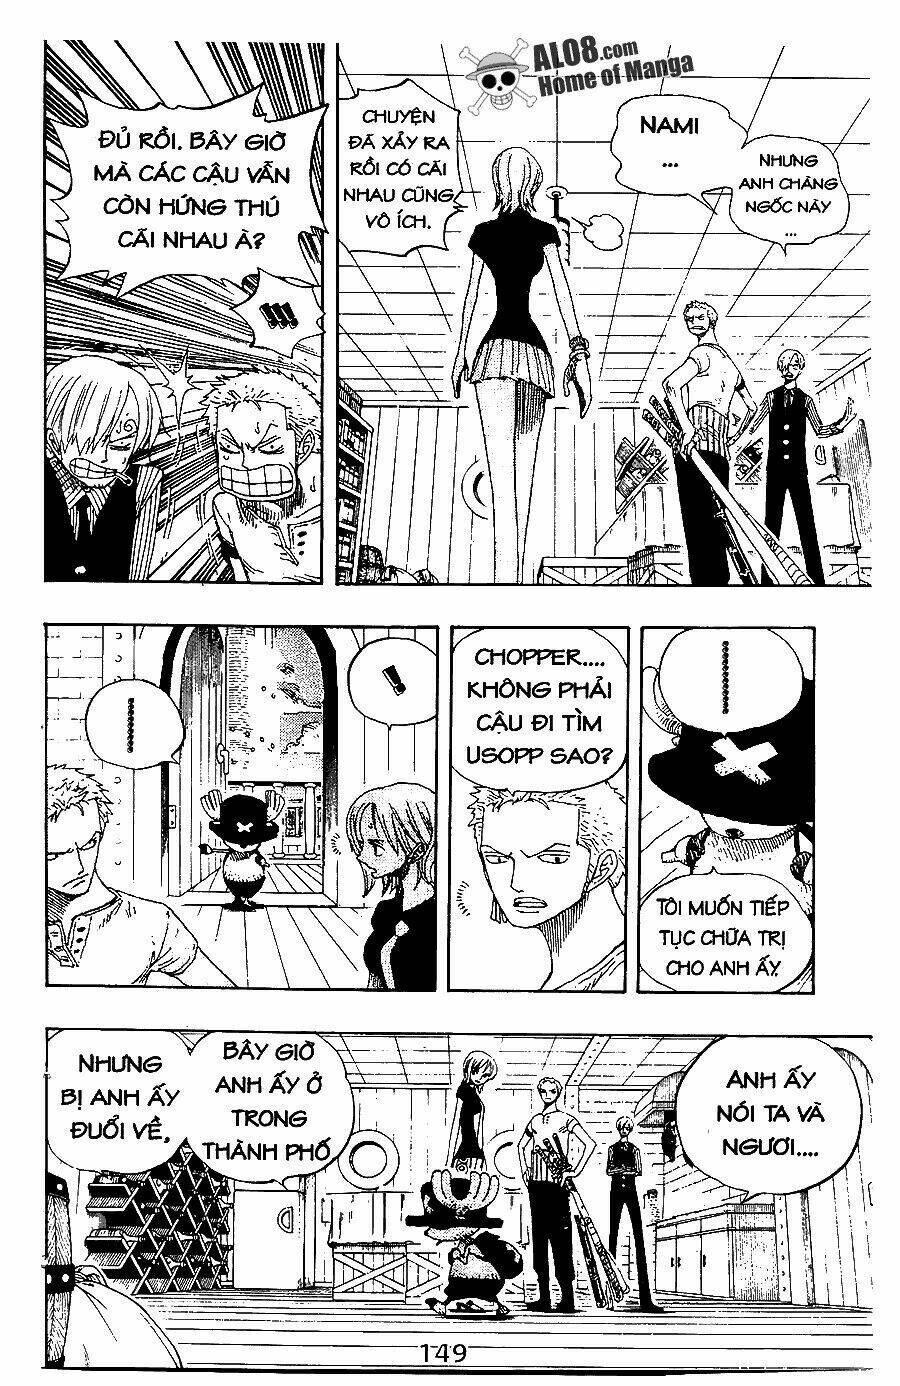 AL08.com
Home of Manga
NAMI
...
NHƯNG
ANH CHÀNG
NGỐC NÀY
...
CHUYỆN
ĐÃ XẢY RA
RỒI CÓ CÃI
NHAU CŨNG
VÔ ÍCH.
ĐỦ RỒI. BÂY GIỜ
MÀ CÁC CẬU VẪN
CÒN HỨNG THÚ
CÃI NHAU À?
!!!
..........
TÔI MUỐN TIẾP
TỤC CHỮA TRỊ
CHO ANH ẤY.
CHOPPER....
KHÔNG PHẢI
CẬU ĐI TÌM
USOPP SAO?
!
.........
ANH ẤY
NÓI TA VÀ
NGƯƠI....
BÂY GIỜ
ANH ẤY Ở
TRONG
THÀNH PHỐ
NHƯNG
BỊ ANH ẤY
ĐUỔI VỀ,
149